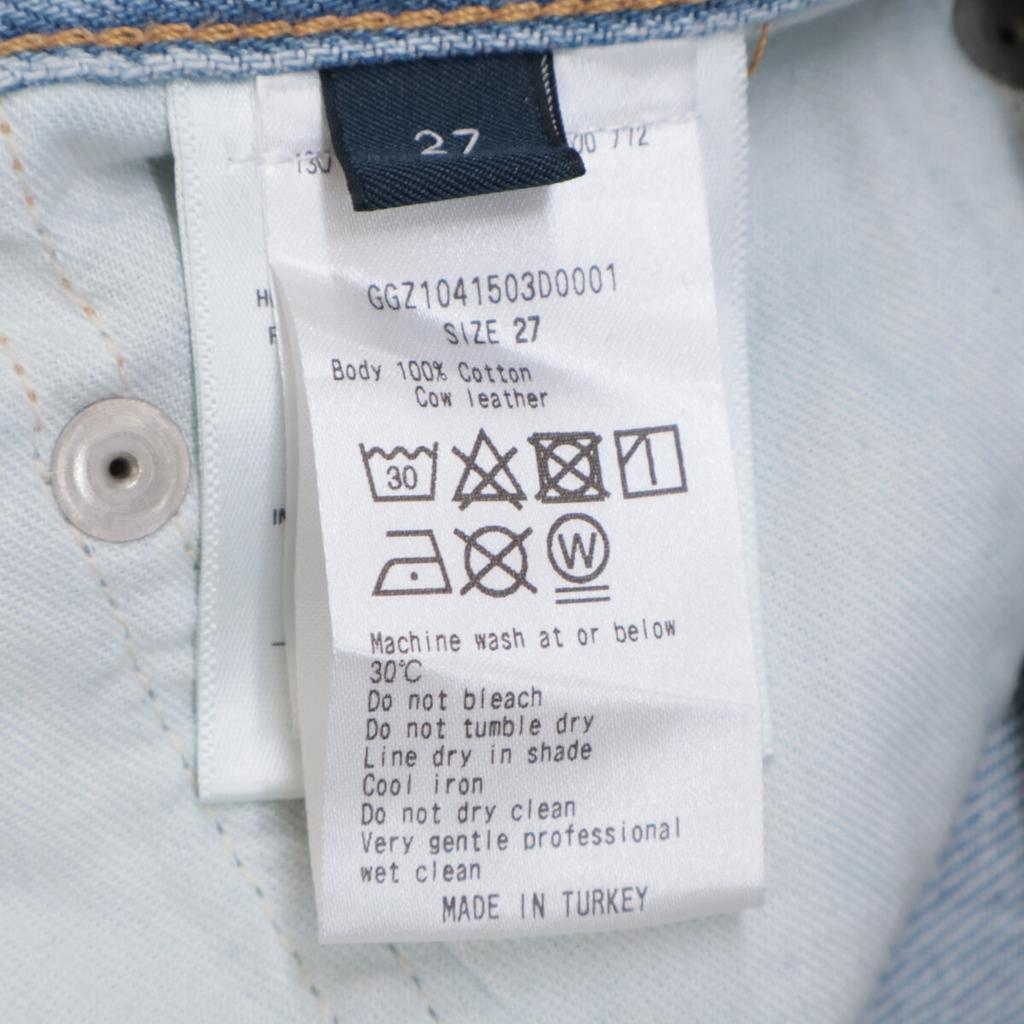 27
GGZ1041503D0001
SIZE 27
Body 100% Cotton
Cow leather
30
W
Machine wash at or below
30℃
Do not bleach
Do not tumble dry
Line dry in shade
Cool iron
Do not dry clean
Very gentle professional
wet clean
MADE IN TURKEY